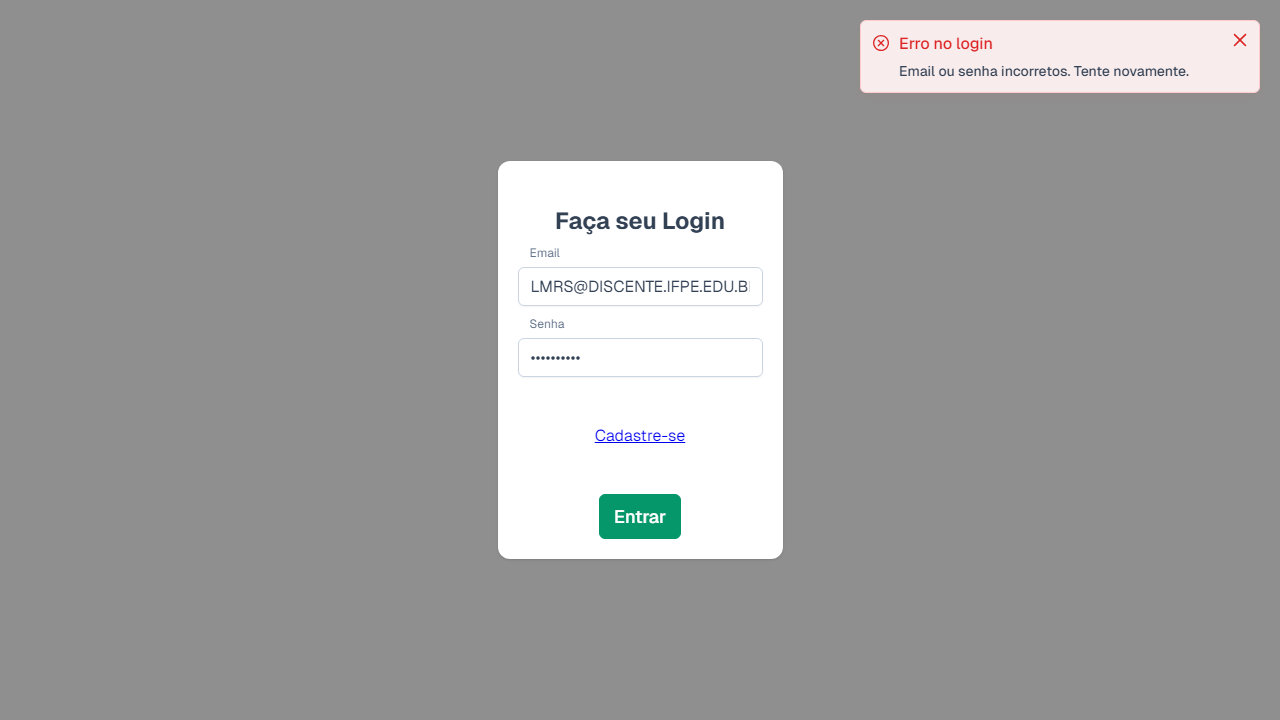 Erro no login
Email ou senha incorretos. Tente novamente.
Faça seu Login
Email
LMRS@DISCENTE.IFPE.EDU.B
Senha
••••••••••
Cadastre-se
Entrar